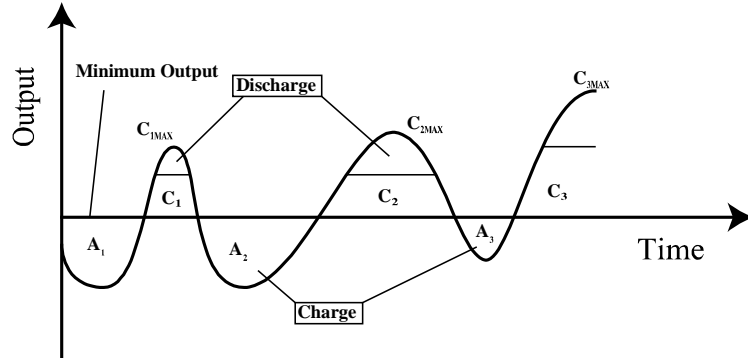 Output
Minimum Output
Discharge
C1MAX
C2MAX
C3MAX
C1
C2
C3
A1
A2
A3
Time
Charge